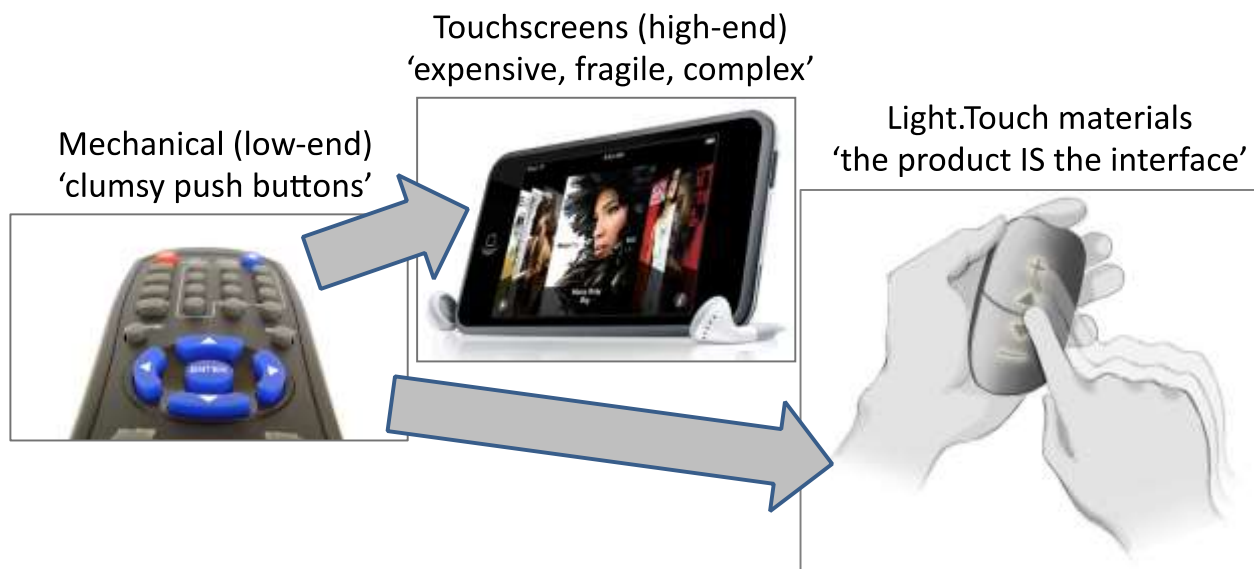 Touchscreens (high-end)
‘expensive, fragile, complex’
Mechanical (low-end)
‘clumsy push buttons’
Light.Touch materials
‘the product IS the interface’
ENTER